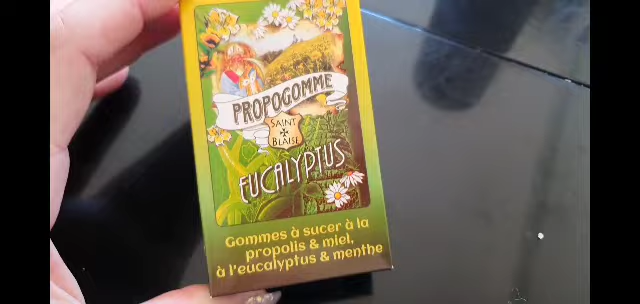 PROPOGOMME
SAINT
BLAISE
EUCALYPTUS
Gommes à sucer à la
propolis & miel,
à l'eucalyptus & menthe